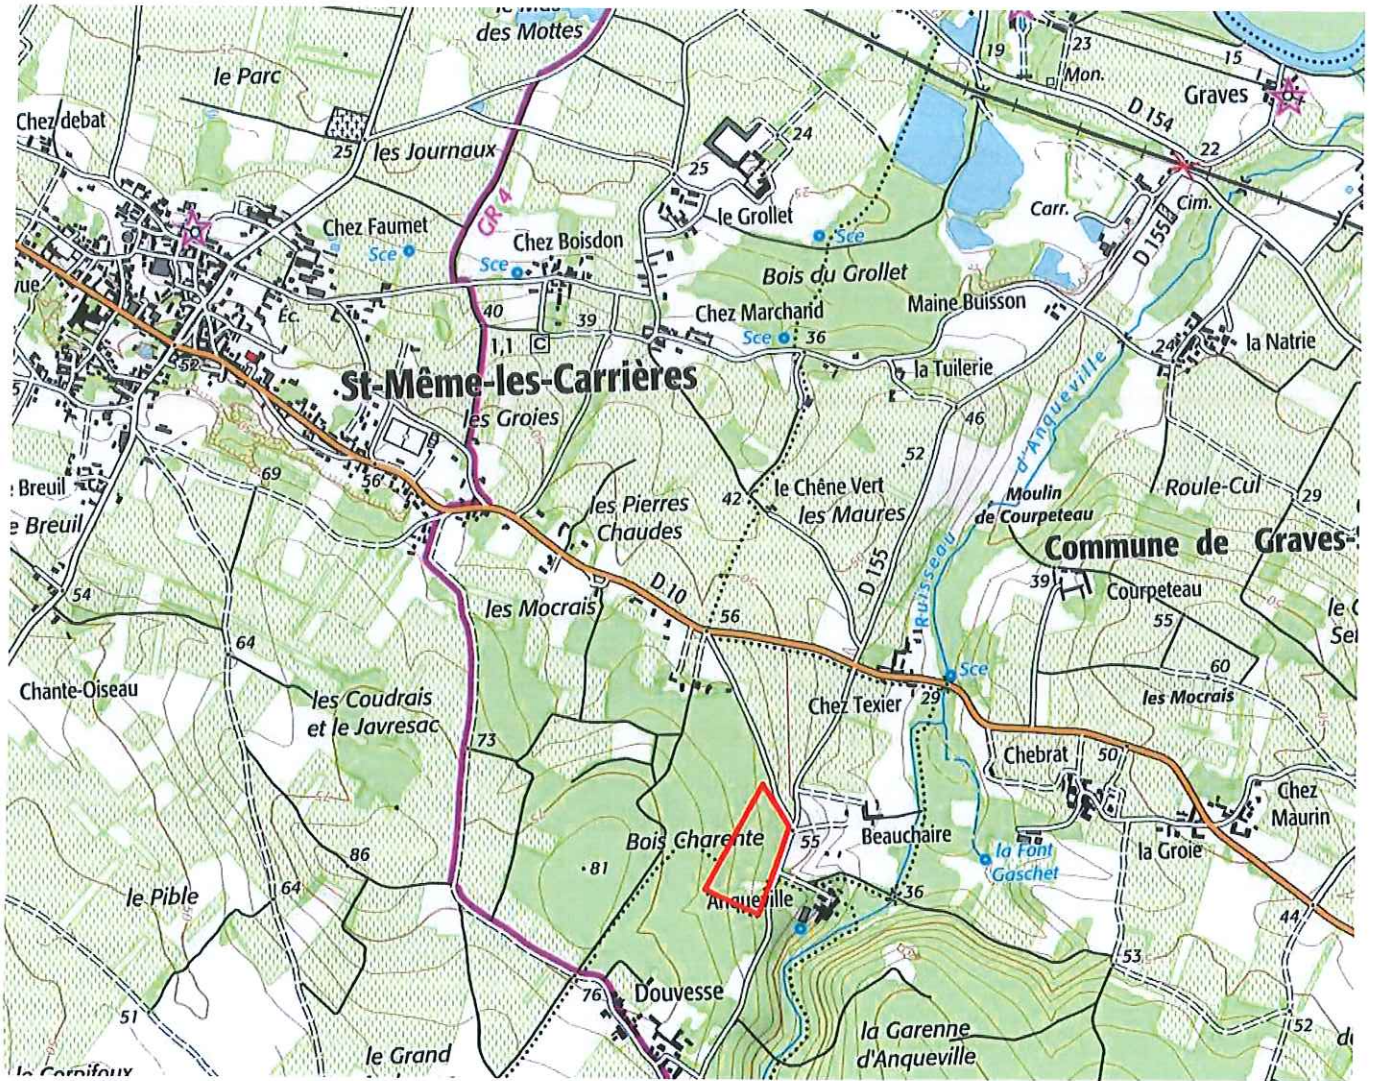 des Mottes
19
23
15
le Parc
Mon.
Graves
Chez debat
24
D 154
25
les Journaux
22
25
Chez Faumet
GR 4
le Grollet
Carr.
Cim.
Sce
Chez Boisdon
Sce
D 155E
Sce
Bois du Grollet
Éc.
40
39
Chez Marchand
Maine Buisson
1,1
C
Sce
36
24
la Natrie
52
la Tuilerie
St-Même-les-Carrières
les Groies
46
d'Anqueville
69
56
52
Breuil
42
le Chêne Vert
les Maures
Moulin
de Courpeteau
Roule-Cul
29
les Pierres
Chaudes
Breuil
Ruisseau
Commune de Graves-
D 155
D 10
39
Courpeteau
54
les Mocrais
56
55
64
60
Sce
les Mocrais
Chante-Oiseau
les Coudrais
et le Javresac
Chez Texier
29
73
Chebrat
50
Chez
Maurin
Bois Charente
55
Beauchaire
la Groie
la Font
Gaschet
86
81
le Pible
64
Anqueville
36
44
53
76
Douvesse
51
52
la Garenne
d'Anqueville
le Grand